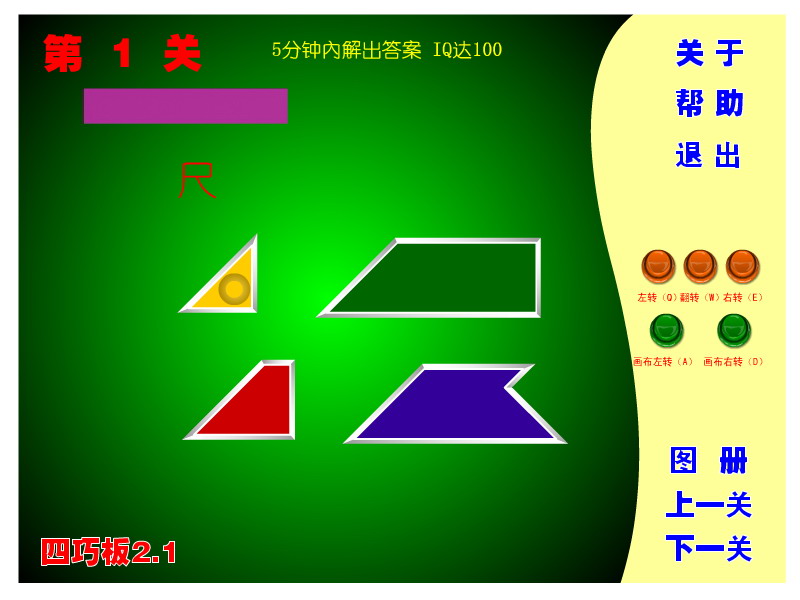 第 1 关
5分钟內解出答案 IQ达100
尺
关于
帮助
退出
左转（Q）翻转（W）右转（E）
画布左转（A） 画布右转（D）
图 册
上一关
下一关
四巧板2.1